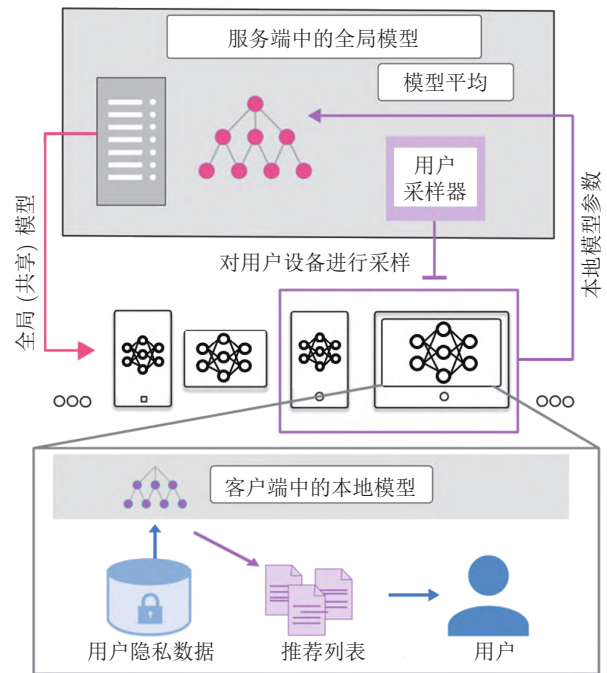 服务端中的全局模型
模型平均
用户
采样器
全局 (共享) 模型
本地模型参数
对用户设备进行采样
客户端中的本地模型
用户隐私数据
推荐列表
用户